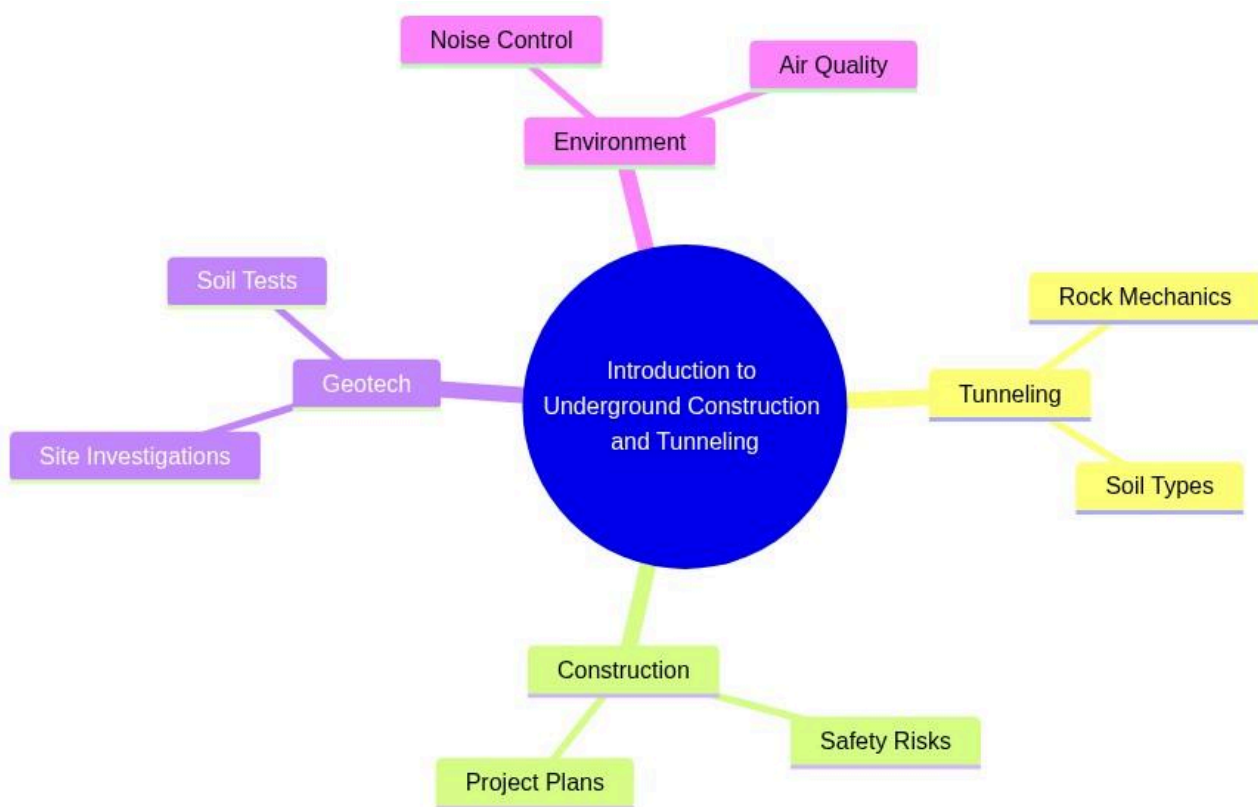 Noise Control
Air Quality
Environment
Soil Tests
Rock Mechanics
Geotech
Introduction to
Underground Construction
and Tunneling
Tunneling
Site Investigations
Soil Types
Construction
Safety Risks
Project Plans